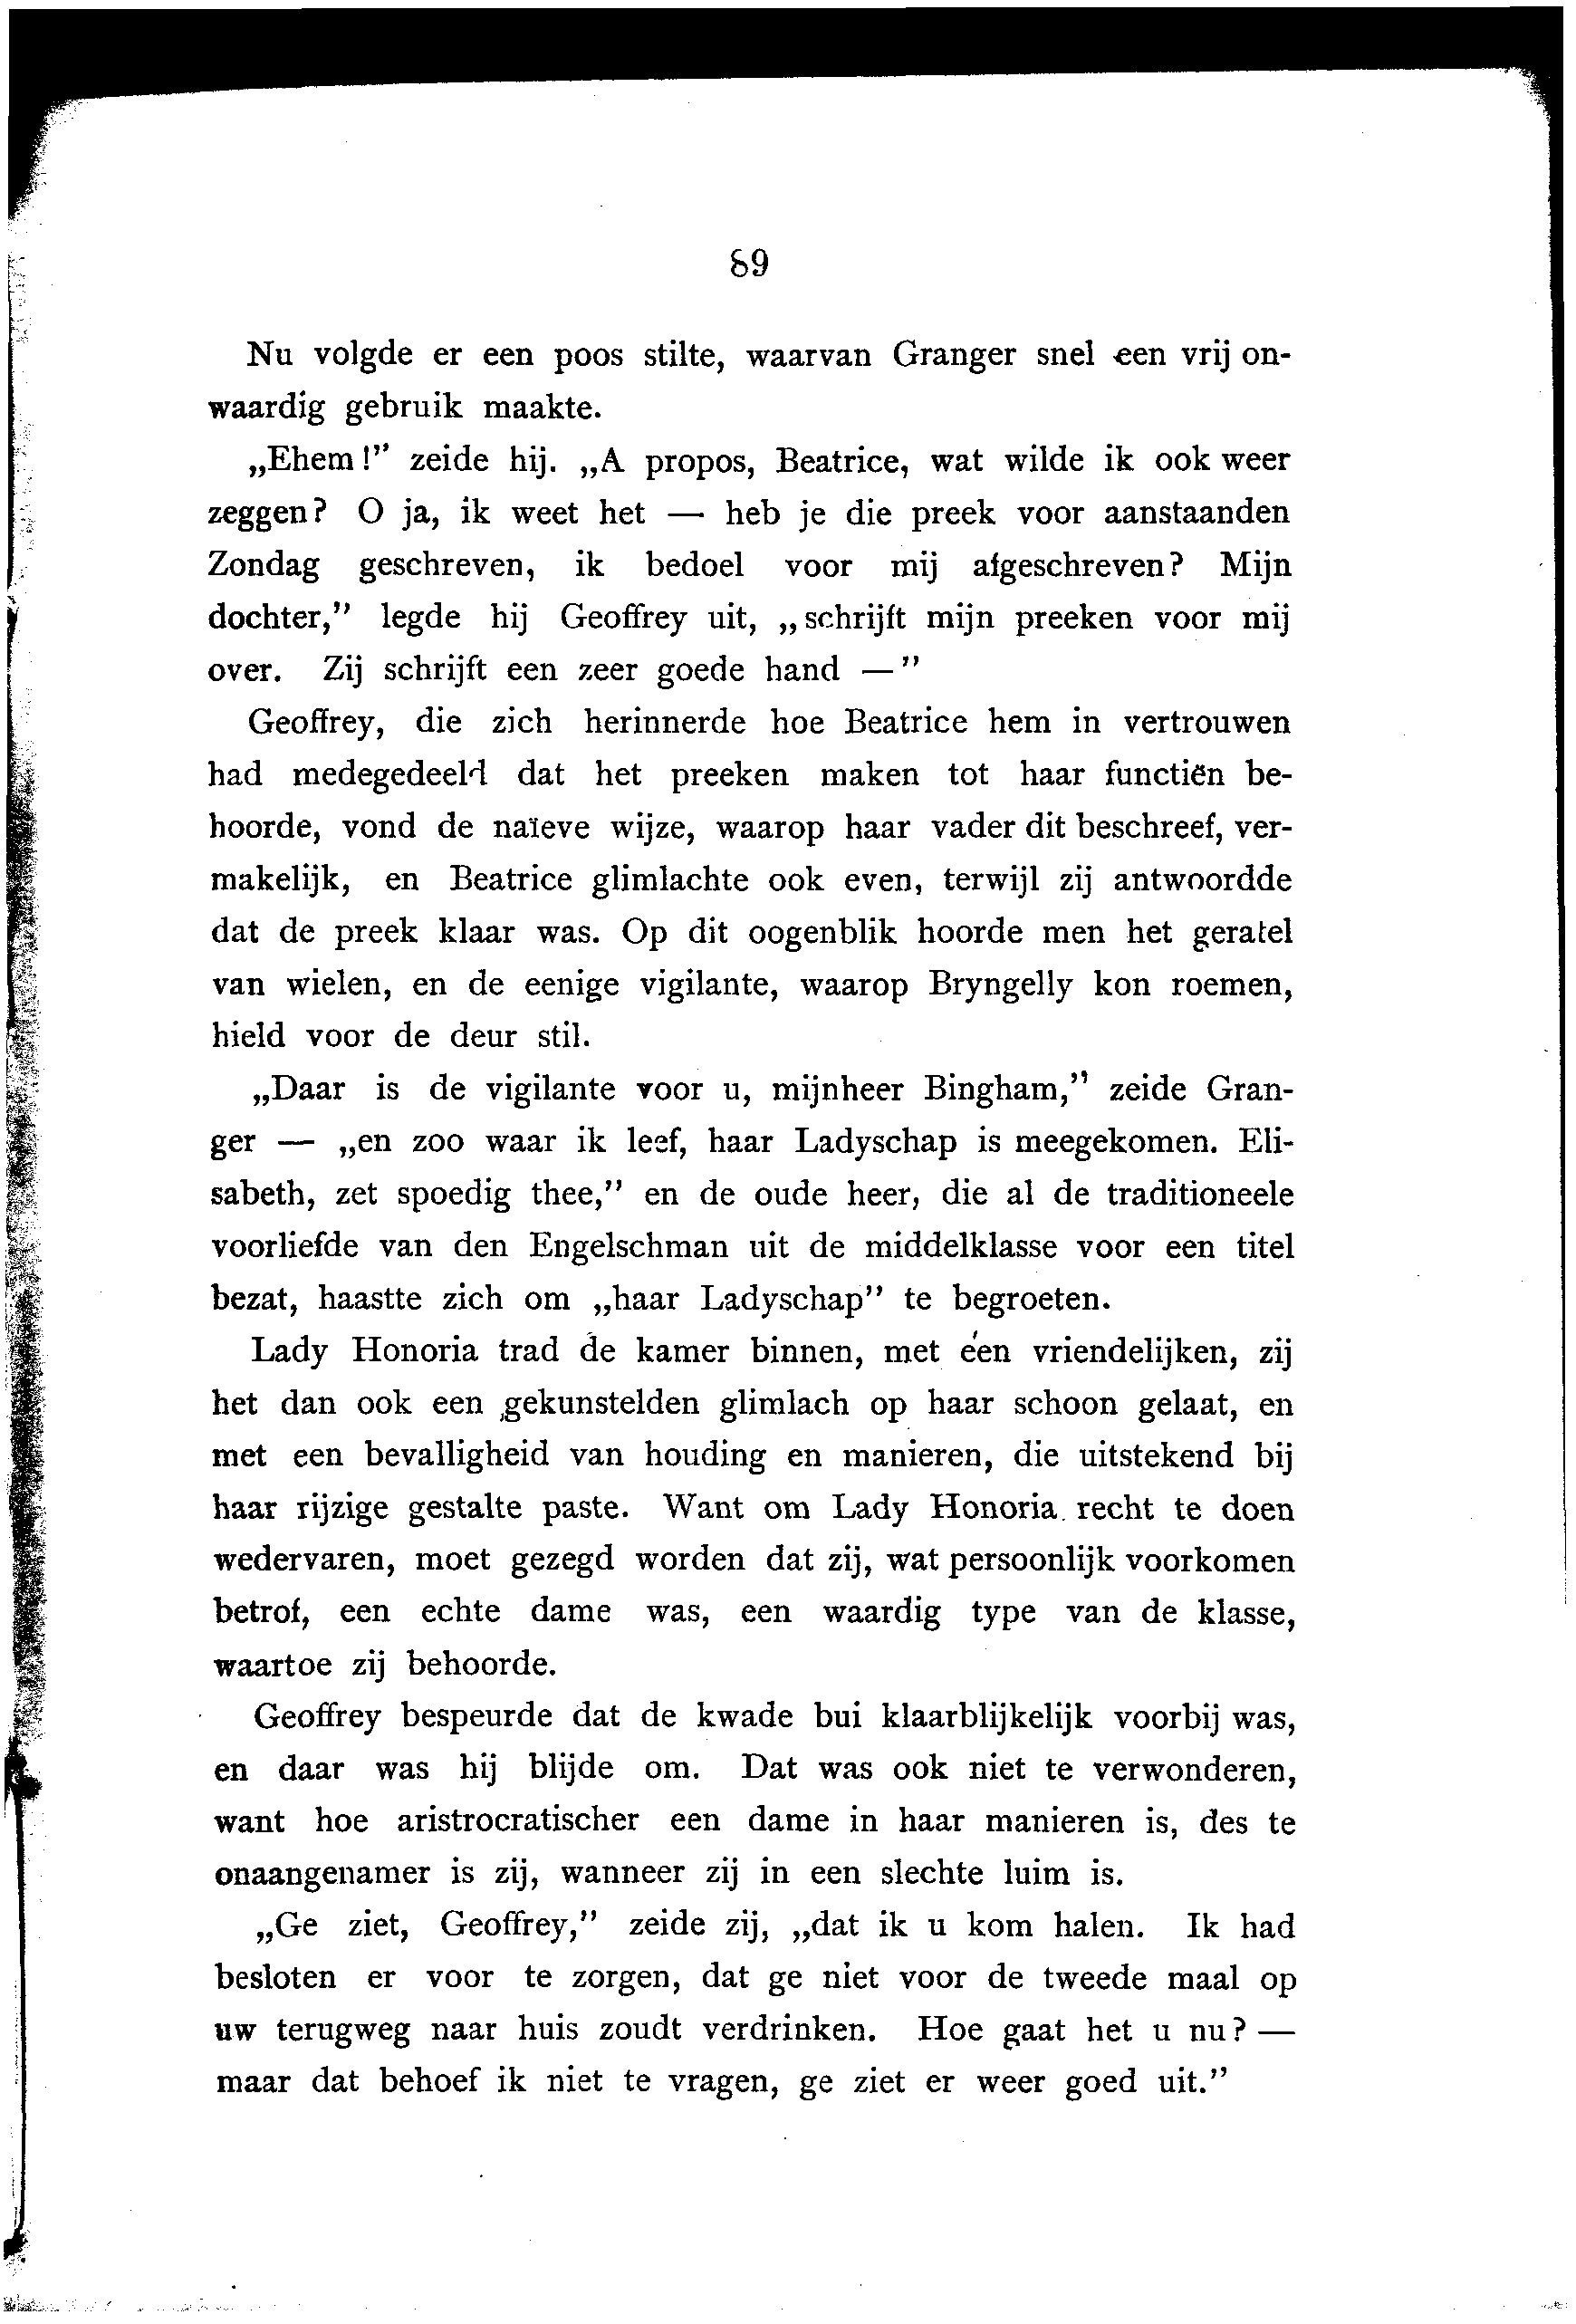 89
Nu volgde er een poos stilte, waarvan Granger snel een vrij on-
waardig gebruik maakte.
„Ehem!” zeide hij. „A propos, Beatrice, wat wilde ik ook weer
zeggen? O ja, ik weet het — heb je die preek voor aanstaanden
Zondag geschreven, ik bedoel voor mij afgeschreven? Mijn
dochter,” legde hij Geoffrey uit, „schrijft mijn preeken voor mij
over. Zij schrijft een zeer goede hand —”
Geoffrey, die zich herinnerde hoe Beatrice hem in vertrouwen
had medegedeeld dat het preeken maken tot haar functiën be-
hoorde, vond de naïeve wijze, waarop haar vader dit beschreef, ver-
makelijk, en Beatrice glimlachte ook even, terwijl zij antwoordde
dat de preek klaar was. Op dit oogenblik hoorde men het geratel
van wielen, en de eenige vigilante, waarop Bryngelly kon roemen,
hield voor de deur stil.
„Daar is de vigilante voor u, mijnheer Bingham,” zeide Gran-
ger — „en zoo waar ik leef, haar Ladyschap is meegekomen. Eli-
sabeth, zet spoedig thee,” en de oude heer, die al de traditioneele
voorliefde van den Engelschman uit de middelklasse voor een titel
bezat, haastte zich om „haar Ladyschap” te begroeten.
Lady Honoria trad de kamer binnen, met een vriendelijken, zij
het dan ook een gekunstelden glimlach op haar schoon gelaat, en
met een bevalligheid van houding en manieren, die uitstekend bij
haar rijzige gestalte paste. Want om Lady Honoria recht te doen
wedervaren, moet gezegd worden dat zij, wat persoonlijk voorkomen
betrof, een echte dame was, een waardig type van de klasse,
waartoe zij behoorde.
Geoffrey bespeurde dat de kwade bui klaarblijkelijk voorbij was,
en daar was hij blijde om. Dat was ook niet te verwonderen,
want hoe aristrocratischer een dame in haar manieren is, des te
onaangenamer is zij, wanneer zij in een slechte luim is.
„Ge ziet, Geoffrey,” zeide zij, „dat ik u kom halen. Ik had
besloten er voor te zorgen, dat ge niet voor de tweede maal op
uw terugweg naar huis zoudt verdrinken. Hoe gaat het u nu? —
maar dat behoef ik niet te vragen, ge ziet er weer goed uit.”